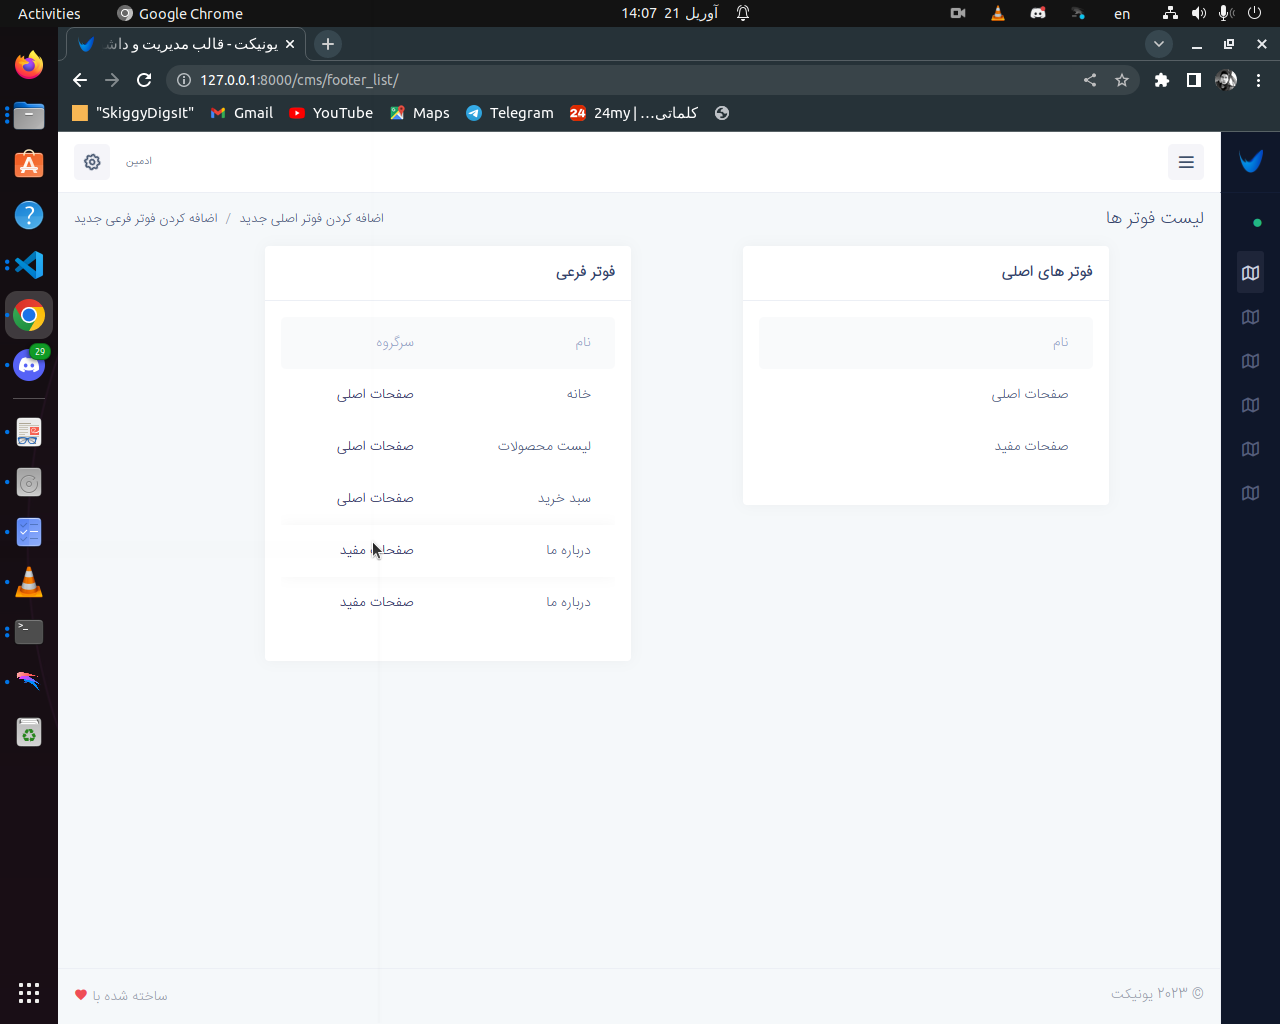 Activities
Google Chrome
14:07 21 آوریل
en
یونیکت - قالب مدیریت و داش
127.0.0.1:8000/cms/footer_list/
"SkiggyDigsIt"
Gmail
YouTube
Maps
Telegram
24my | کلماتی...
ادمین
لیست فوتر ها
اضافه کردن فوتر اصلی جدید / اضافه کردن فوتر فرعی جدید
فوتر های اصلی
نام
صفحات اصلی
صفحات مفید
فوتر فرعی
نام سرگروه
خانه صفحات اصلی
لیست محصولات صفحات اصلی
سبد خرید صفحات اصلی
درباره ما صفحات مفید
درباره ما صفحات مفید
29
© ۲۰۲۳ یونیکت
ساخته شده با